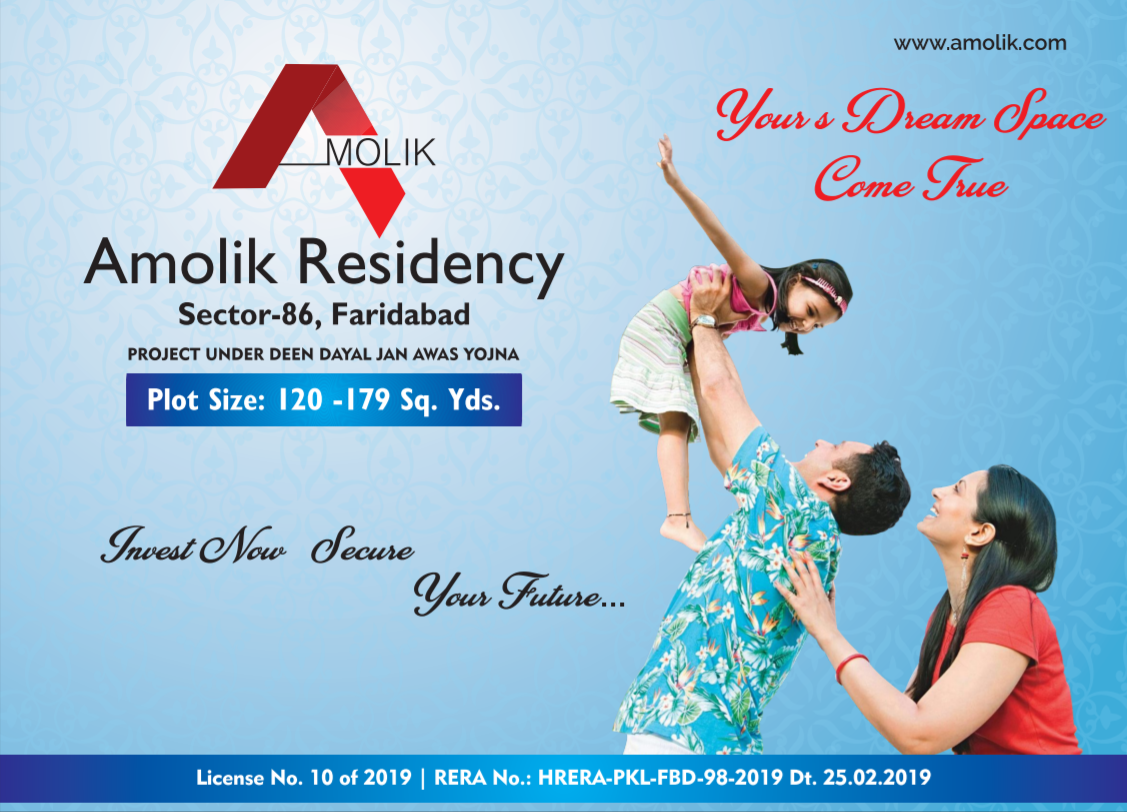 www.amolik.com
Your's Dream Space
Come True
AMOLIK
Amolik Residency
Sector-86, Faridabad
PROJECT UNDER DEEN DAYAL JAN AWAS YOJNA
Plot Size: 120 -179 Sq. Yds.
Invest Now Secure
Your Future...
License No. 10 of 2019 | RERA No.: HRERA-PKL-FBD-98-2019 Dt. 25.02.2019